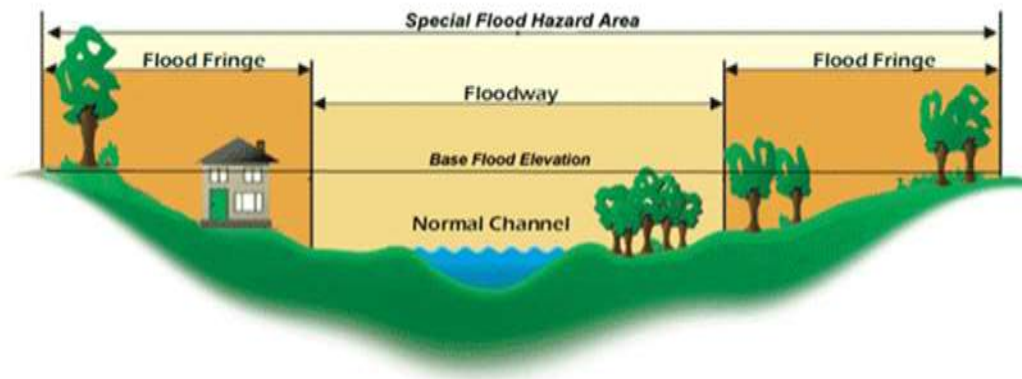 Special Flood Hazard Area
Flood Fringe
Flood Fringe
Floodway
Base Flood Elevation
Normal Channel